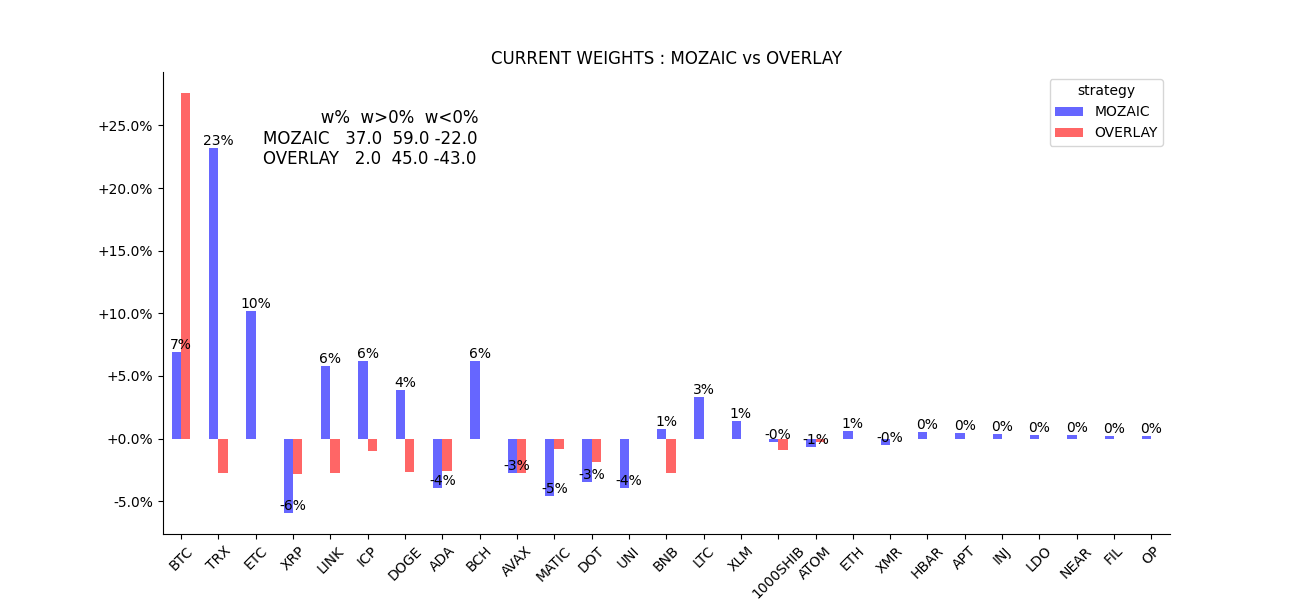 CURRENT WEIGHTS : MOZAIC vs OVERLAY
strategy
MOZAIC
OVERLAY
w% w>0% w<0%
MOZAIC 37.0 59.0 -22.0
OVERLAY 2.0 45.0 -43.0
+25.0%
+20.0%
+15.0%
+10.0%
+5.0%
+0.0%
-5.0%
7%
23%
10%
-6%
6%
6%
4%
-4%
6%
-3%
-5%
-3%
-4%
1%
3%
1%
-0%
-1%
1%
-0%
0%
0%
0%
0%
0%
0%
0%
BTC
TRX
ETC
XRP
LINK
ICP
DOGE
ADA
BCH
AVAX
MATIC
DOT
UNI
BNB
LTC
XLM
1000SHIB
ATOM
ETH
XMR
HBAR
APT
INJ
LDO
NEAR
FIL
OP